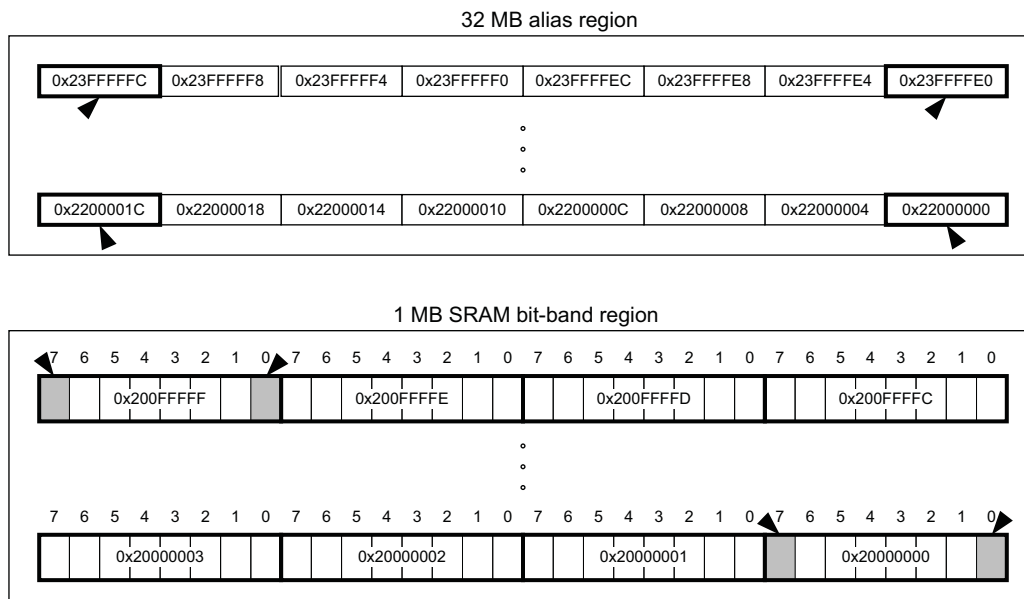 32 MB alias region
0x23FFFFFC 0x23FFFFF8 0x23FFFFF4 0x23FFFFF0 0x23FFFFEC 0x23FFFFE8 0x23FFFFE4 0x23FFFFE0
0x2200001C 0x22000018 0x22000014 0x22000010 0x2200000C 0x22000008 0x22000004 0x22000000
1 MB SRAM bit-band region
7 6 5 4 3 2 1 0 7 6 5 4 3 2 1 0 7 6 5 4 3 2 1 0 7 6 5 4 3 2 1 0
0x200FFFFF 0x200FFFFE 0x200FFFFD 0x200FFFFC
7 6 5 4 3 2 1 0 7 6 5 4 3 2 1 0 7 6 5 4 3 2 1 0 7 6 5 4 3 2 1 0
0x20000003 0x20000002 0x20000001 0x20000000